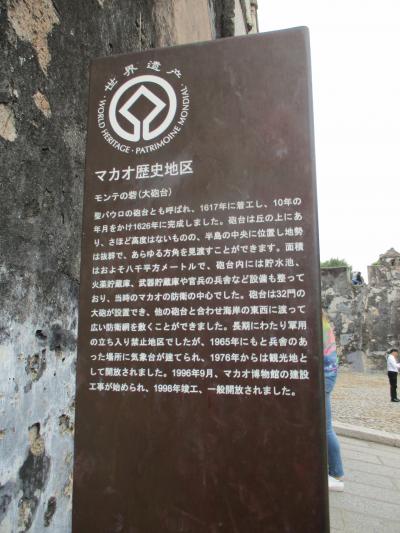 世界遺产
WORLD HERITAGE · PATRIMOINE MONDIAL
マカオ歴史地区
モンテの砦(大砲台)
聖パウロの砲台とも呼ばれ、1617年に着工し、10年の
年月をかけ1626年に完成しました。砲台は丘の上にあ
り、さほど高度はないものの、半島の中央に位置し地勢
は抜群で、あらゆる方角を見渡すことができます。面積
はおよそ八千平方メートルで、砲台内には貯水池、
火薬貯蔵庫、武器貯蔵庫や官兵の兵舎など設備も整って
おり、当時のマカオの防衛の中心でした。砲台は32門の
大砲が設置でき、他の砲台と合わせ海岸の東西に渡って
広い防衛網を敷くことができました。長期にわたり軍用
の立ち入り禁止地区でしたが、1965年にもと兵舎のあ
った場所に気象台が建てられ、1976年からは観光地と
して開放されました。1996年9月、マカオ博物館の建設
工事が始められ、1998年竣工、一般開放されました。